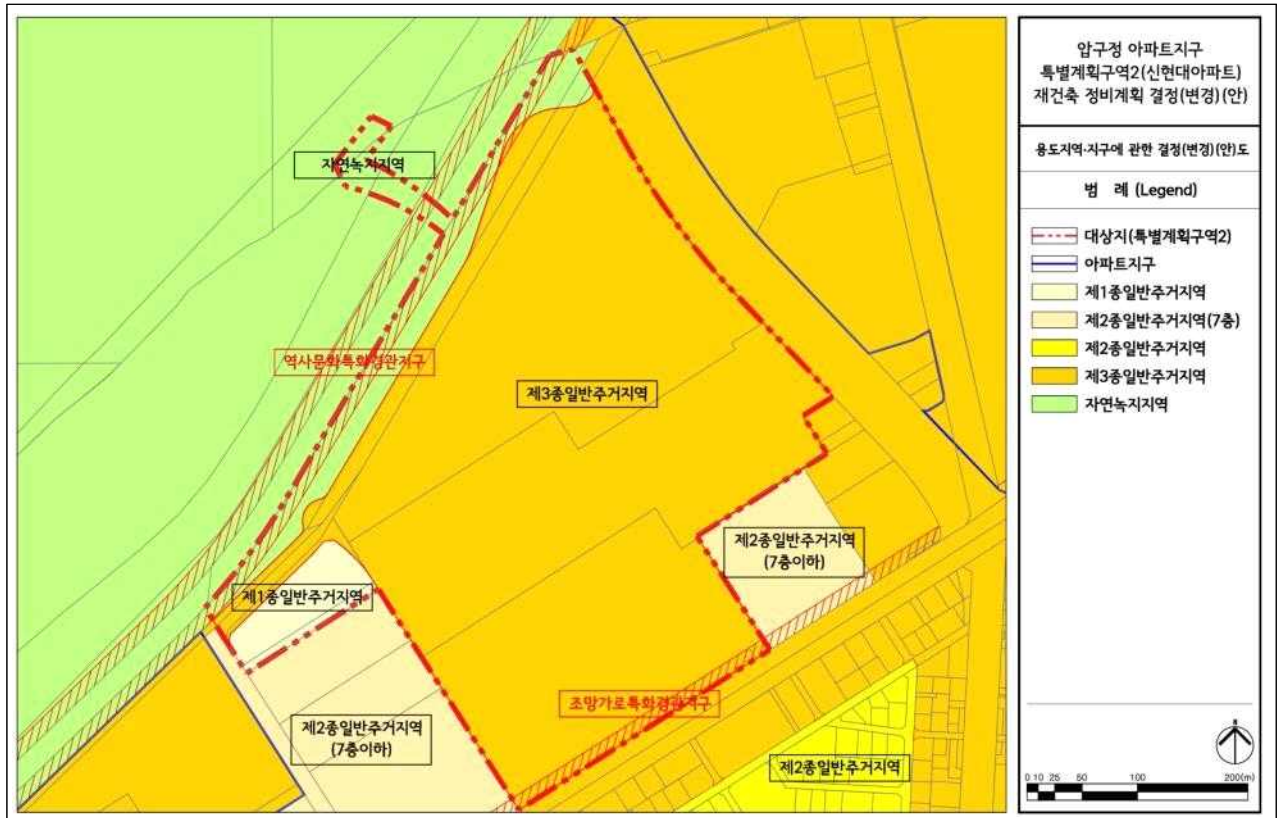 자연녹지지역
역사문화특화경관지구
제3종일반주거지역
제2종일반주거지역
(7층이하)
제1종일반주거지역
조망가로특화경관지구
제2종일반주거지역
(7층이하)
제2종일반주거지역
압구정 아파트지구
특별계획구역2(신현대아파트)
재건축 정비계획 결정(변경)(안)
용도지역·지구에 관한 결정(변경)(안)도
범 례 (Legend)
대상지(특별계획구역2)
아파트지구
제1종일반주거지역
제2종일반주거지역(7층)
제2종일반주거지역
제3종일반주거지역
자연녹지지역
0 10 25 50 100 200(m)